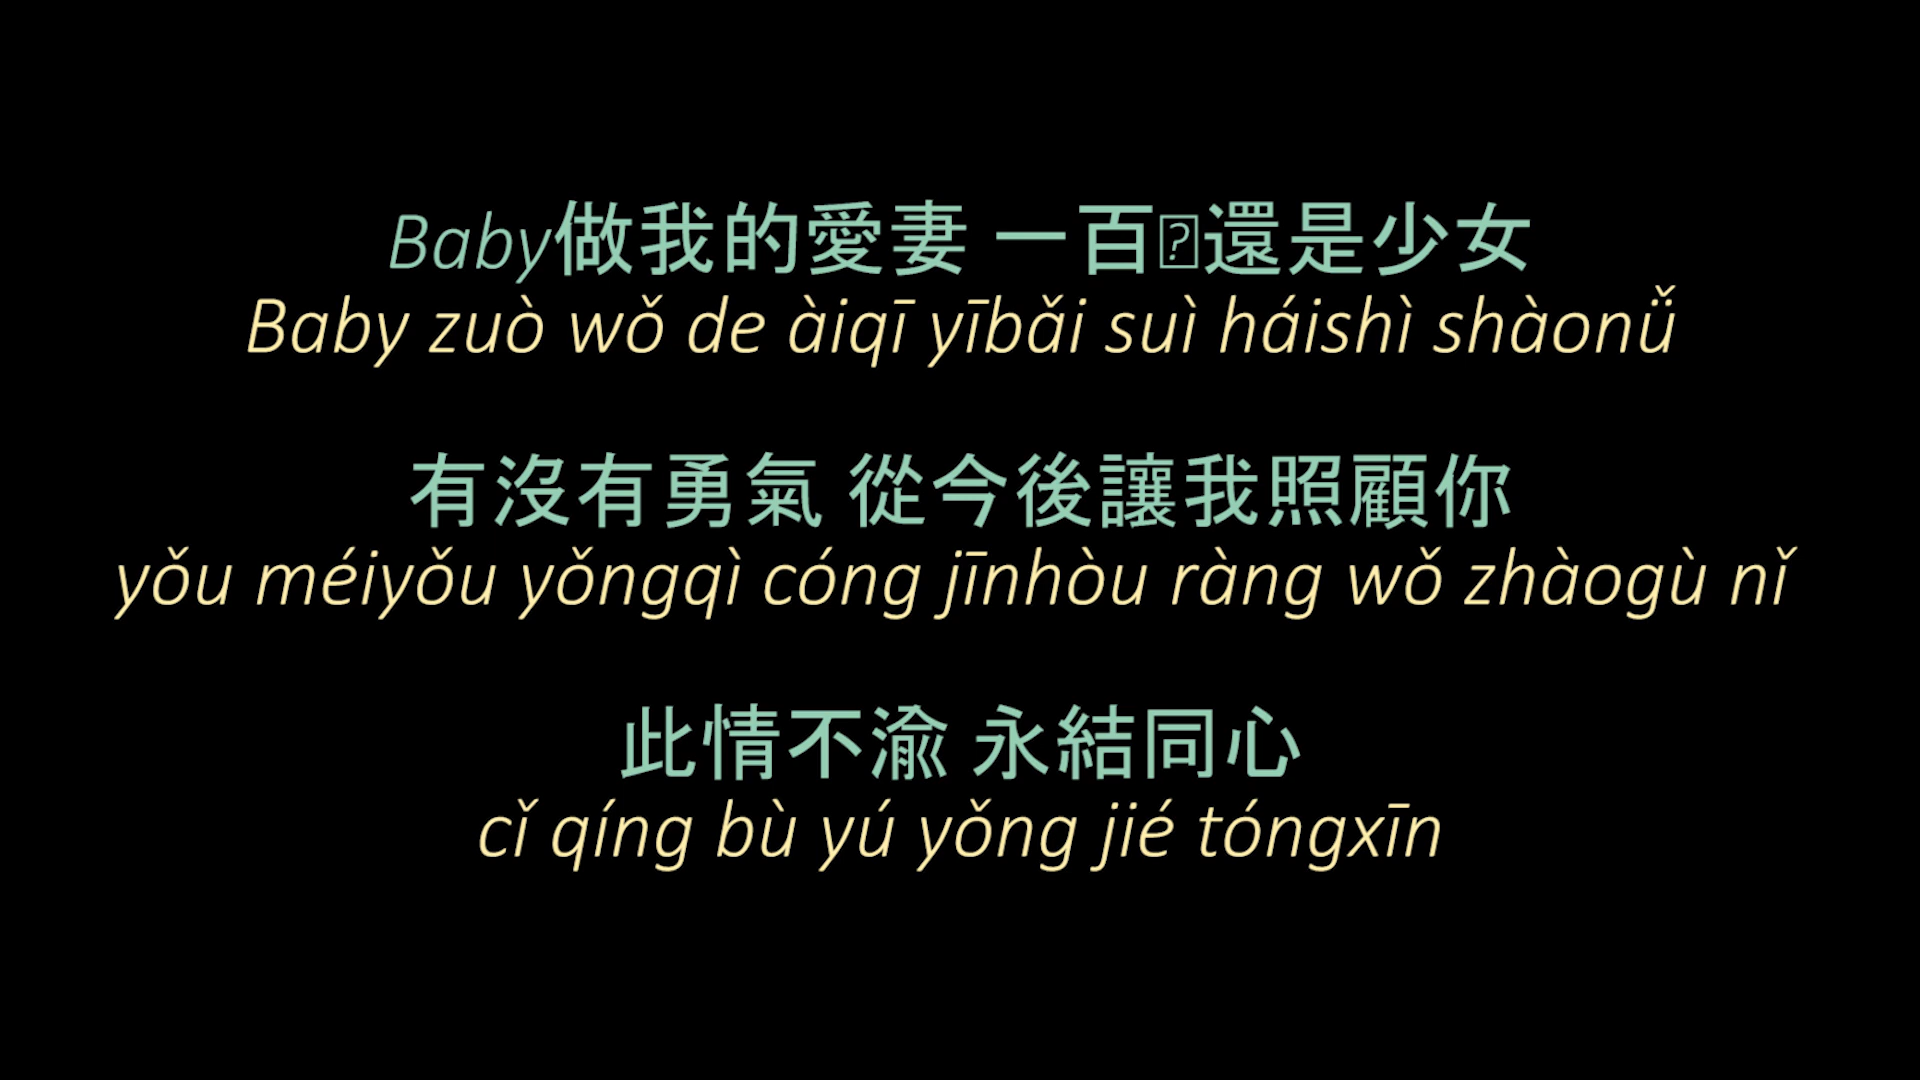 Baby做我的愛妻 一百還是少女
Baby zuò wǒ de àiqī yībǎi suì háishì shàonǚ
有沒有勇氣 從今後讓我照顧你
yǒu méiyǒu yǒngqì cóng jīnhòu ràng wǒ zhàogù nǐ
此情不渝 永結同心
cǐ qíng bù yú yǒng jié tóngxīn